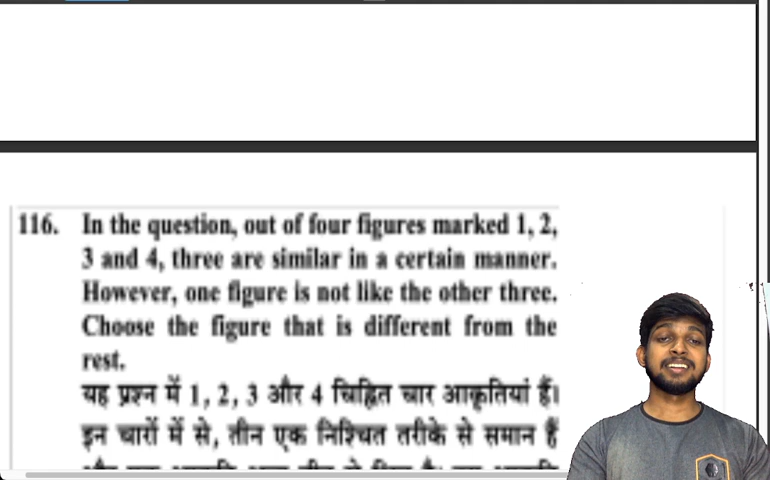 116. In the question, out of four figures marked 1, 2,
3 and 4, three are similar in a certain manner.
However, one figure is not like the other three.
Choose the figure that is different from the
rest.
यह प्रश्न में 1, 2, 3 और 4 चिह्नित चार आकृतियां हैं।
इन चारों में से, तीन एक निश्चित तरीके से समान हैं